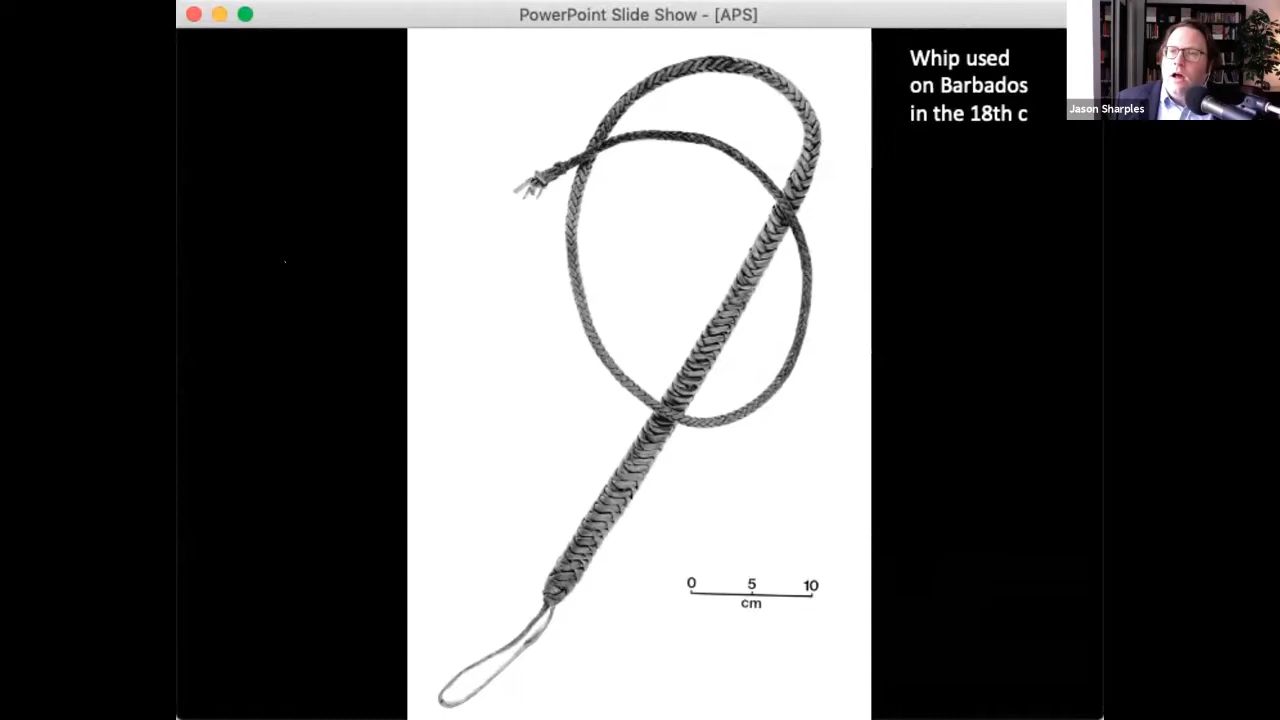 PowerPoint Slide Show - [APS]
Whip used
on Barbados
in the 18th c
Jason Sharples
0 5 10
cm